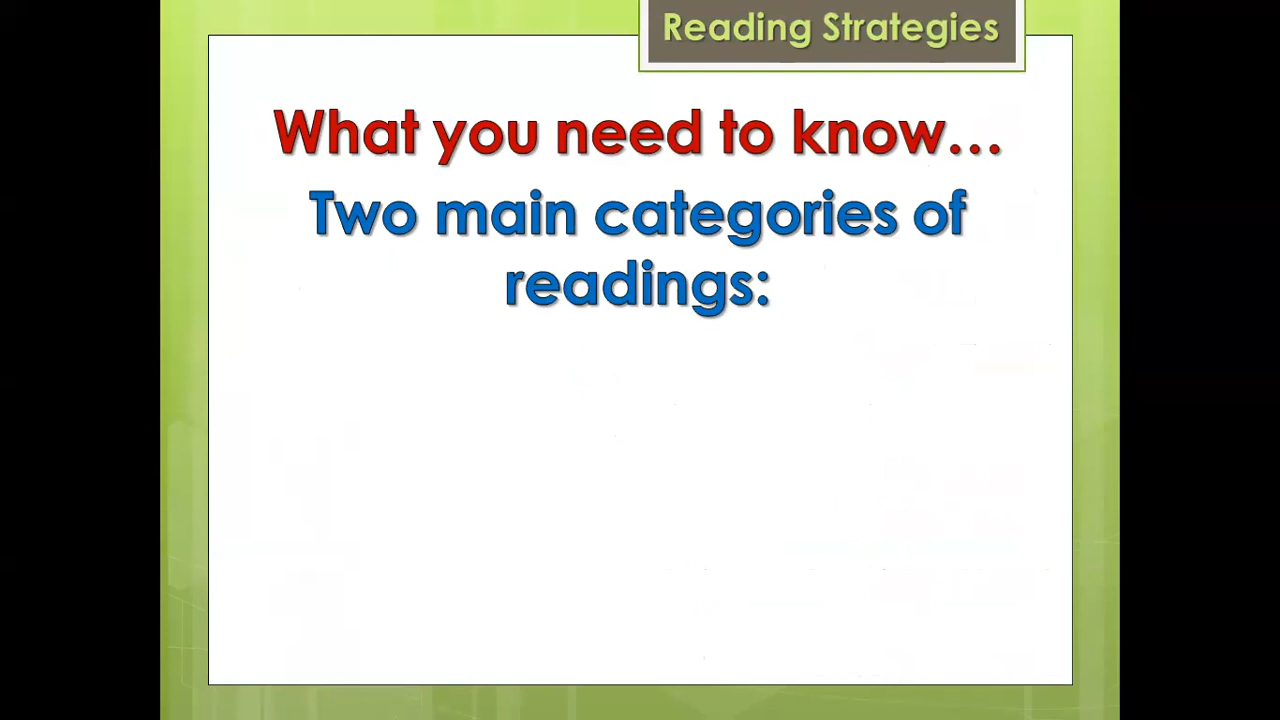 Reading Strategies
What you need to know…
Two main categories of
readings: